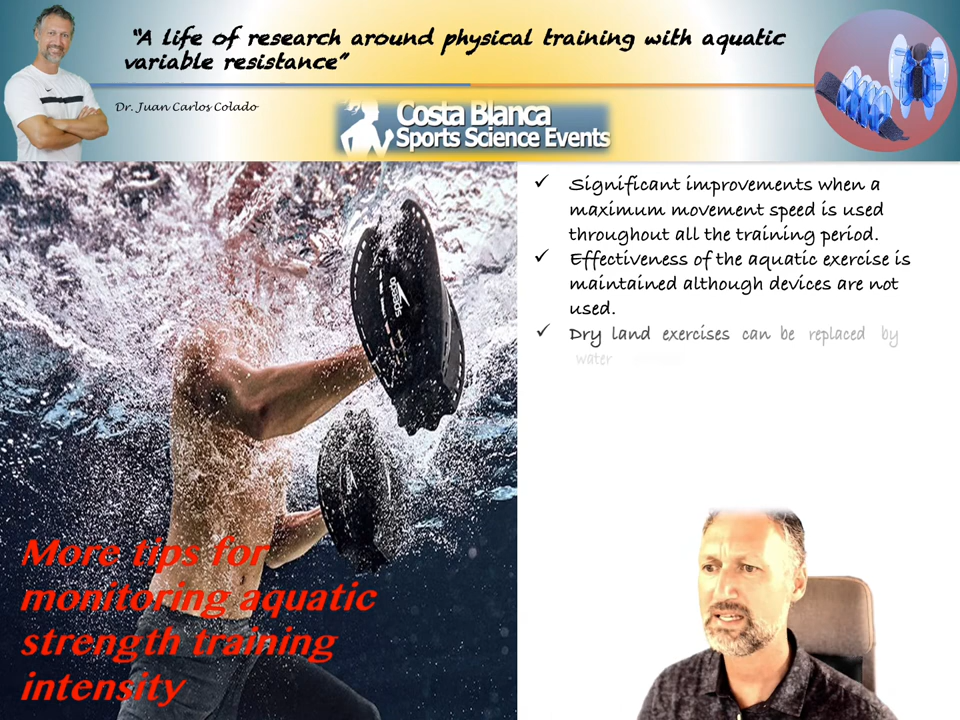 "A life of research around physical training with aquatic
variable resistance"
Dr. Juan Carlos Colado
Costa Blanca
Sports Science Events
Significant improvements when a
maximum movement speed is used
throughout all the training period.
Effectiveness of the aquatic exercise is
maintained although devices are not
used.
Dry land exercises can be replaced by
water
speedo
More tips for
monitoring aquatic
strength training
intensity